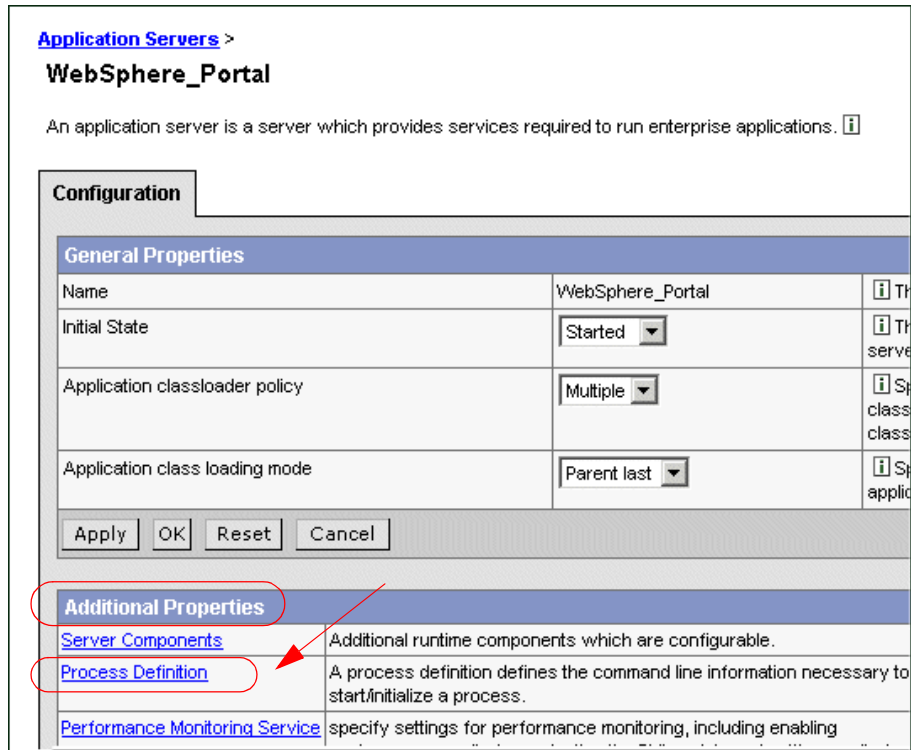 Application Servers >
WebSphere_Portal
An application server is a server which provides services required to run enterprise applications. i
Configuration
General Properties
Name WebSphere_Portal i
Initial State Started i
serve
Application classloader policy Multiple i
class
class
Application class loading mode Parent last i
Apply OK Reset Cancel
Additional Properties
Server Components Additional runtime components which are configurable.
Process Definition A process definition defines the command line information necessary to
start/initialize a process.
Performance Monitoring Service specify settings for performance monitoring, including enabling